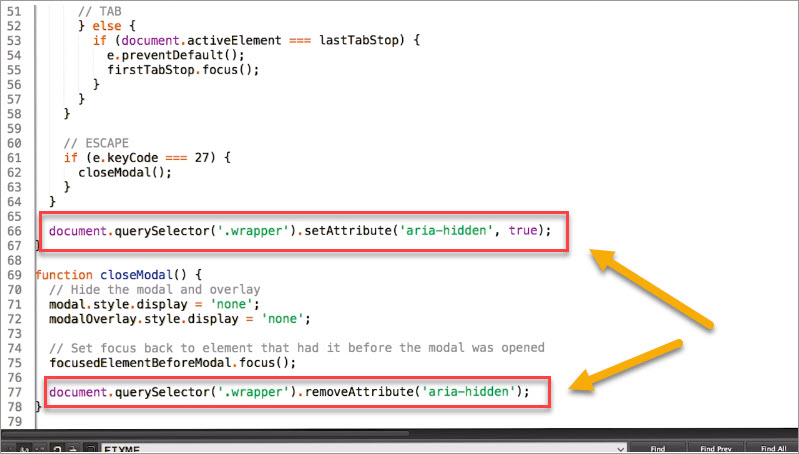 51 // TAB
52 } else {
53 if (document.activeElement === lastTabStop) {
54 e.preventDefault();
55 firstTabStop.focus();
56 }
57 }
58 }
59
60 // ESCAPE
61 if (e.keyCode === 27) {
62 closeModal();
63 }
64 }
65
66 document.querySelector('.wrapper').setAttribute('aria-hidden', true);
67 }
68
69 function closeModal() {
70 // Hide the modal and overlay
71 modal.style.display = 'none';
72 modalOverlay.style.display = 'none';
73
74 // Set focus back to element that had it before the modal was opened
75 focusedElementBeforeModal.focus();
76
77 document.querySelector('.wrapper').removeAttribute('aria-hidden');
78 }
79
Find Find Prev Find All